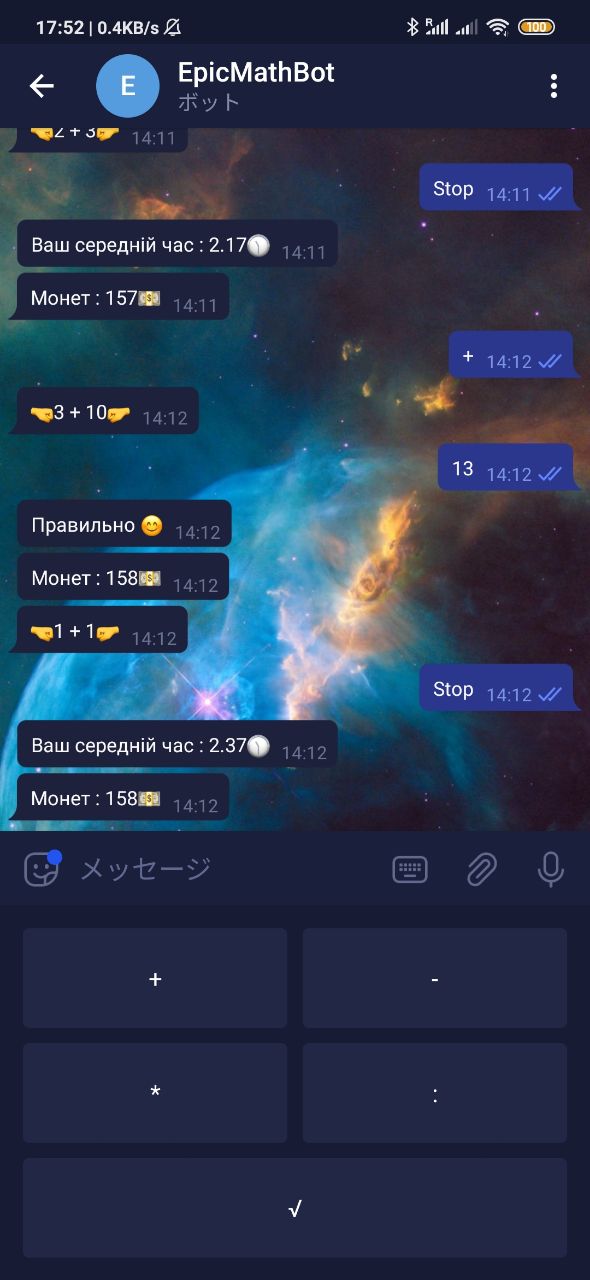 17:52 | 0.4KB/s
R
100
E
EpicMathBot
ボット
🤜2 + 3🤛 14:11
Stop 14:11
Ваш середній час : 2.17🕥 14:11
Монет : 157💵 14:11
+ 14:12
🤜3 + 10🤛 14:12
13 14:12
Правильно 😊 14:12
Монет : 158💵 14:12
🤜1 + 1🤛 14:12
Stop 14:12
Ваш середній час : 2.37🕥 14:12
Монет : 158💵 14:12
メッセージ
+
-
*
:
√